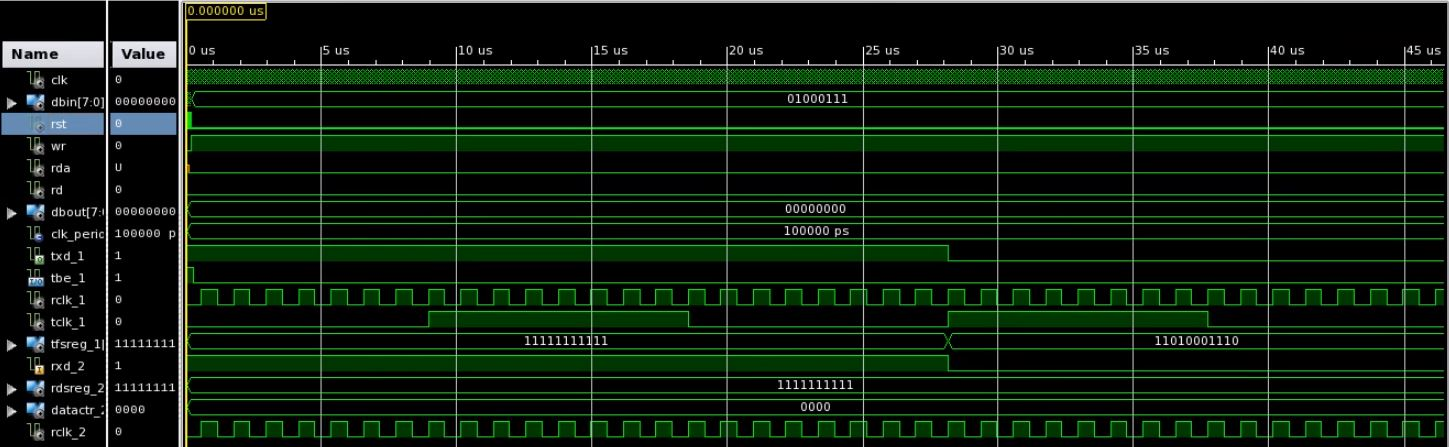 0.000000 us
Name Value 0 us 5 us 10 us 15 us 20 us 25 us 30 us 35 us 40 us 45 us
clk 0
dbin[7:0] 00000000 01000111
rst 0
wr 0
rda U
rd 0
dbout[7: 00000000 00000000
clk_peric 100000 p 100000 ps
txd_1 1
tbe_1 1
rclk_1 0
tclk_1 0
tfsreg_1[ 11111111 11111111111 11010001110
rxd_2 1
rdsreg_2 11111111 1111111111
datactr_2 0000 0000
rclk_2 0